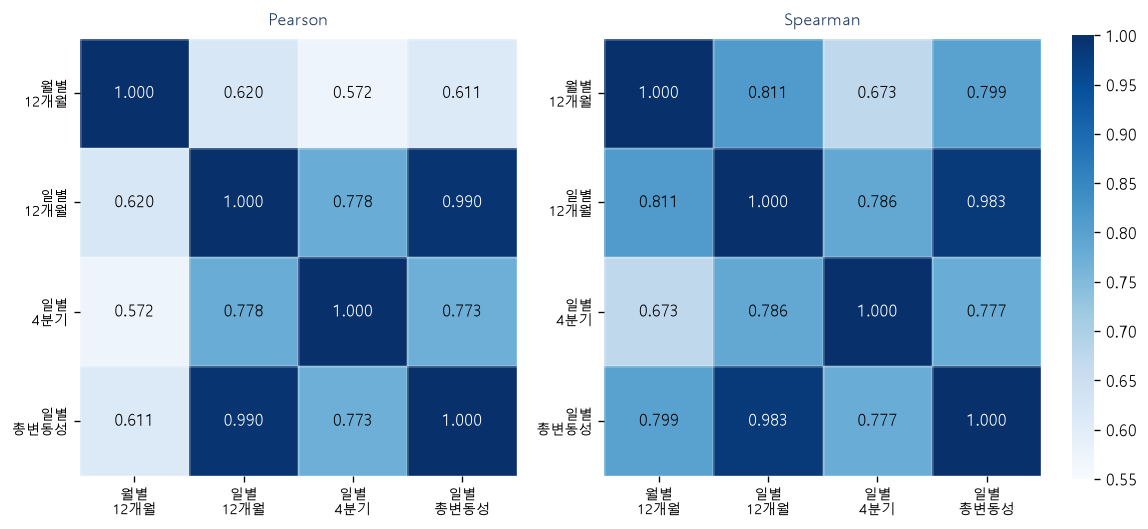 Pearson
Spearman
월별
12개월
1.000
0.620
0.572
0.611
일별
12개월
0.620
1.000
0.778
0.990
일별
4분기
0.572
0.778
1.000
0.773
일별
총변동성
0.611
0.990
0.773
1.000
월별
12개월
일별
12개월
일별
4분기
일별
총변동성
월별
12개월
1.000
0.811
0.673
0.799
일별
12개월
0.811
1.000
0.786
0.983
일별
4분기
0.673
0.786
1.000
0.777
일별
총변동성
0.799
0.983
0.777
1.000
월별
12개월
일별
12개월
일별
4분기
일별
총변동성
1.00
0.95
0.90
0.85
0.80
0.75
0.70
0.65
0.60
0.55